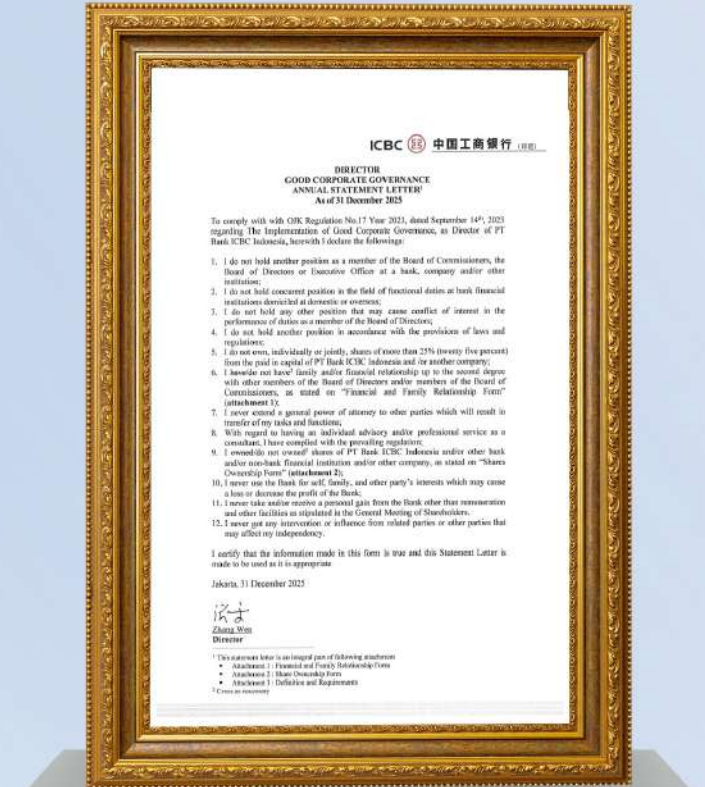 ICBC 中国工商银行 (印尼)
DIRECTOR
GOOD CORPORATE GOVERNANCE
ANNUAL STATEMENT LETTER¹
As of 31 December 2025
To comply with with OJK Regulation No.17 Year 2023, dated September 14th, 2023
regarding The Implementation of Good Corporate Governance, as Director of PT
Bank ICBC Indonesia, herewith I declare the followings:
1. I do not hold another position as a member of the Board of Commissioners, the
Board of Directors or Executive Officer at a bank, company and/or other
institution;
2. I do not hold concurrent position in the field of functional duties at bank financial
institutions domiciled at domestic or overseas;
3. I do not hold any other position that may cause conflict of interest in the
performance of duties as a member of the Board of Directors;
4. I do not hold another position in accordance with the provisions of laws and
regulations;
5. I do not own, individually or jointly, shares of more than 25% (twenty five percent)
from the paid in capital of PT Bank ICBC Indonesia and /or another company;
6. I have/do not have² family and/or financial relationship up to the second degree
with other members of the Board of Directors and/or members of the Board of
Commissioners, as stated on "Financial and Family Relationship Form"
(attachment 1);
7. I never extend a general power of attorney to other parties which will result in
transfer of my tasks and functions;
8. With regard to having an individual advisory and/or professional service as a
consultant, I have complied with the prevailing regulation;
9. I owned/do not owned² shares of PT Bank ICBC Indonesia and/or other bank
and/or non-bank financial institution and/or other company, as stated on "Shares
Ownership Form" (attachment 2);
10. I never use the Bank for self, family, and other party's interests which may cause
a loss or decrease the profit of the Bank;
11. I never take and/or receive a personal gain from the Bank other than remuneration
and other facilities as stipulated in the General Meeting of Shareholders.
12. I never got any intervention or influence from related parties or other parties that
may affect my independency.
I certify that the information made in this form is true and this Statement Letter is
made to be used as it is appropriate
Jakarta, 31 December 2025
Zhang Wen
Director
¹ This statement letter is an integral part of following attachment
• Attachment 1 : Financial and Family Relationship Form
• Attachment 2 : Share Ownership Form
• Attachment 3 : Definition and Requirements
² Cross as necessary